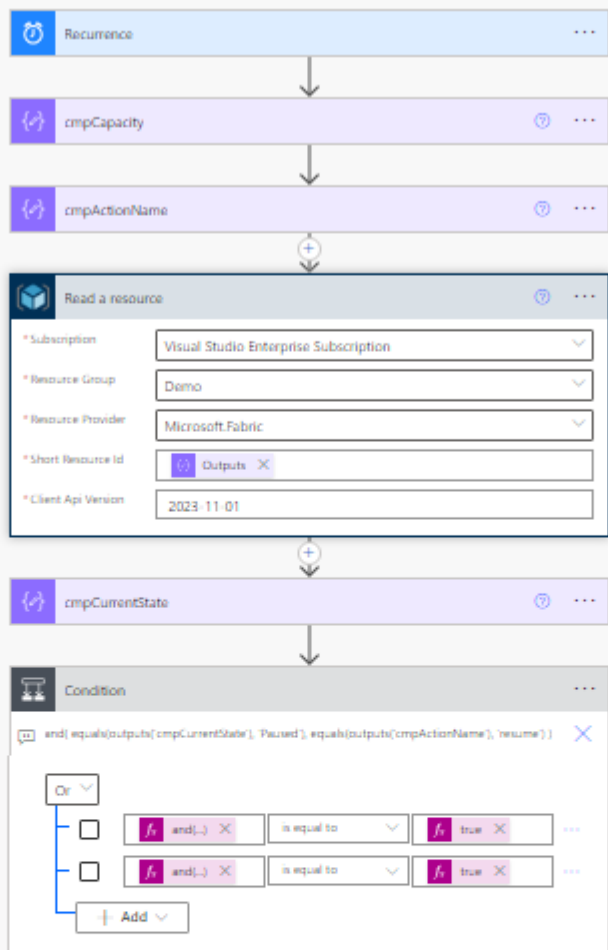 Recurrence
cmpCapacity
cmpActionName
Read a resource
*Subscription
Visual Studio Enterprise Subscription
*Resource Group
Demo
*Resource Provider
Microsoft.Fabric
*Short Resource Id
Outputs
*Client Api Version
2023-11-01
cmpCurrentState
Condition
and( equals(outputs('cmpCurrentState'), 'Paused'), equals(outputs('cmpActionName'), 'resume') )
Or
and(...) is equal to true
and(...) is equal to true
Add